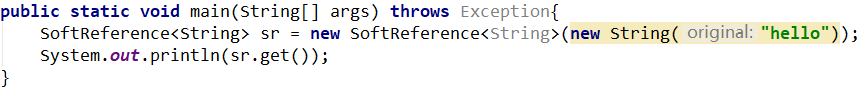 public static void main(String[] args) throws Exception{
    SoftReference<String> sr = new SoftReference<String>(new String( original: "hello"));
    System.out.println(sr.get());
}